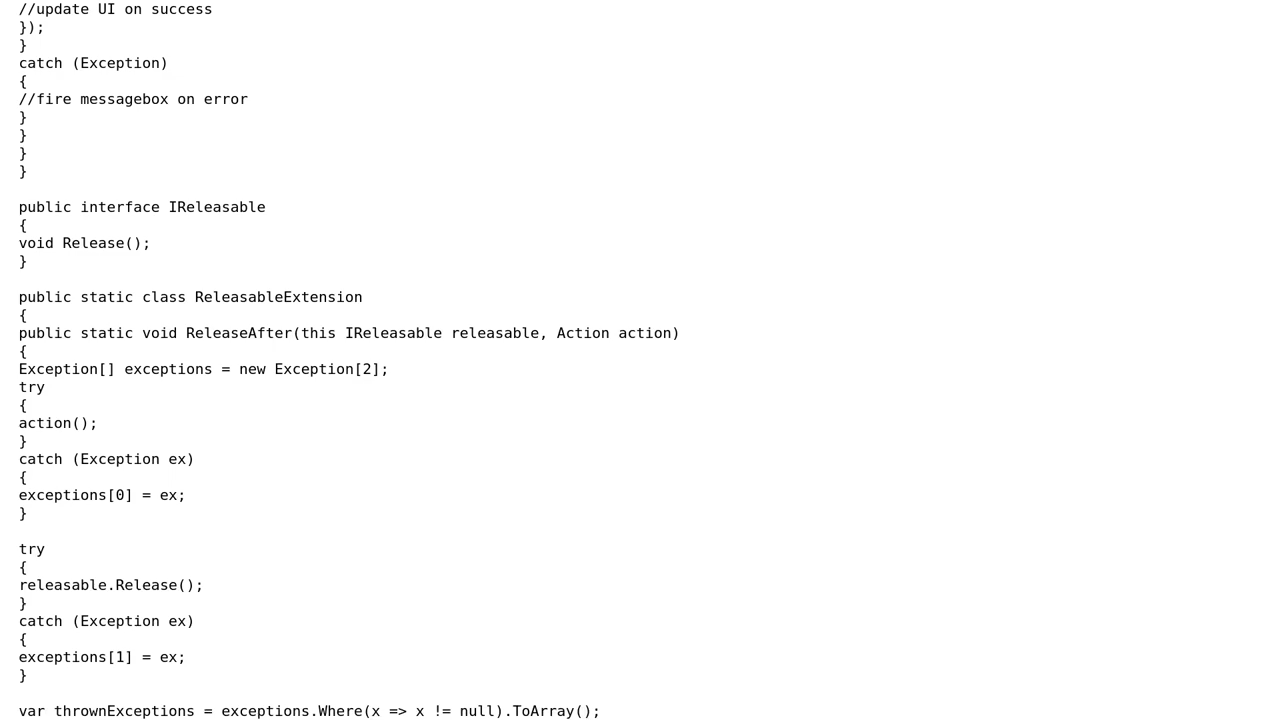 //update UI on success
});
}
catch (Exception)
{
//fire messagebox on error
}
}
}
}
public interface IReleasable
{
void Release();
}
public static class ReleasableExtension
{
public static void ReleaseAfter(this IReleasable releasable, Action action)
{
Exception[] exceptions = new Exception[2];
try
{
action();
}
catch (Exception ex)
{
exceptions[0] = ex;
}
try
{
releasable.Release();
}
catch (Exception ex)
{
exceptions[1] = ex;
}
var thrownExceptions = exceptions.Where(x => x != null).ToArray();